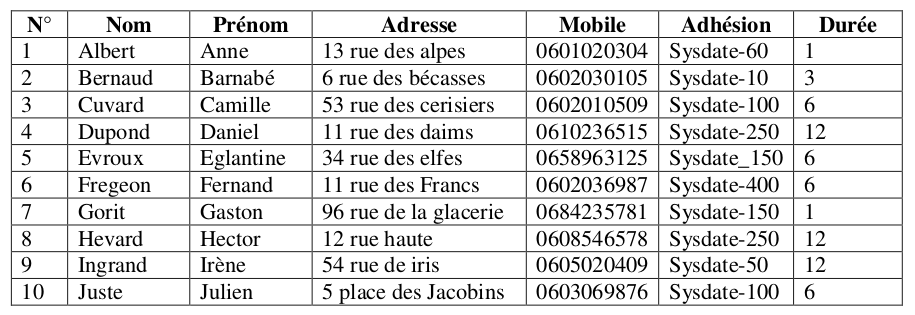 N° Nom Prénom Adresse Mobile Adhésion Durée
1 Albert Anne 13 rue des alpes 0601020304 Sysdate-60 1
2 Bernaud Barnabé 6 rue des bécasses 0602030105 Sysdate-10 3
3 Cuvard Camille 53 rue des cerisiers 0602010509 Sysdate-100 6
4 Dupond Daniel 11 rue des daims 0610236515 Sysdate-250 12
5 Evroux Eglantine 34 rue des elfes 0658963125 Sysdate_150 6
6 Fregeon Fernand 11 rue des Francs 0602036987 Sysdate-400 6
7 Gorit Gaston 96 rue de la glacerie 0684235781 Sysdate-150 1
8 Hevard Hector 12 rue haute 0608546578 Sysdate-250 12
9 Ingrand Irène 54 rue de iris 0605020409 Sysdate-50 12
10 Juste Julien 5 place des Jacobins 0603069876 Sysdate-100 6